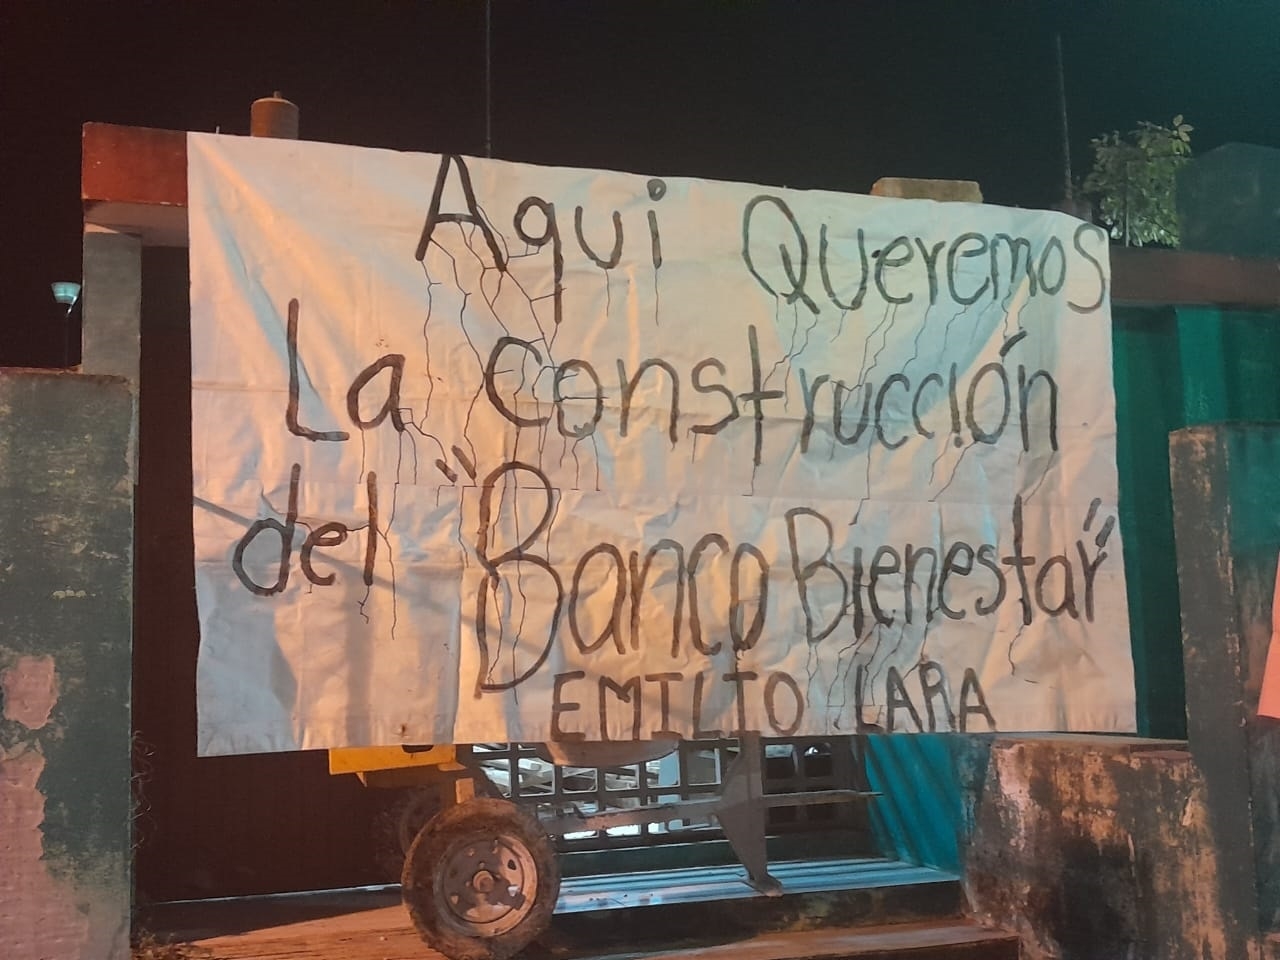 Aqui Queremos
La construcción
del "Banco Bienestar"
EMILIO LARA